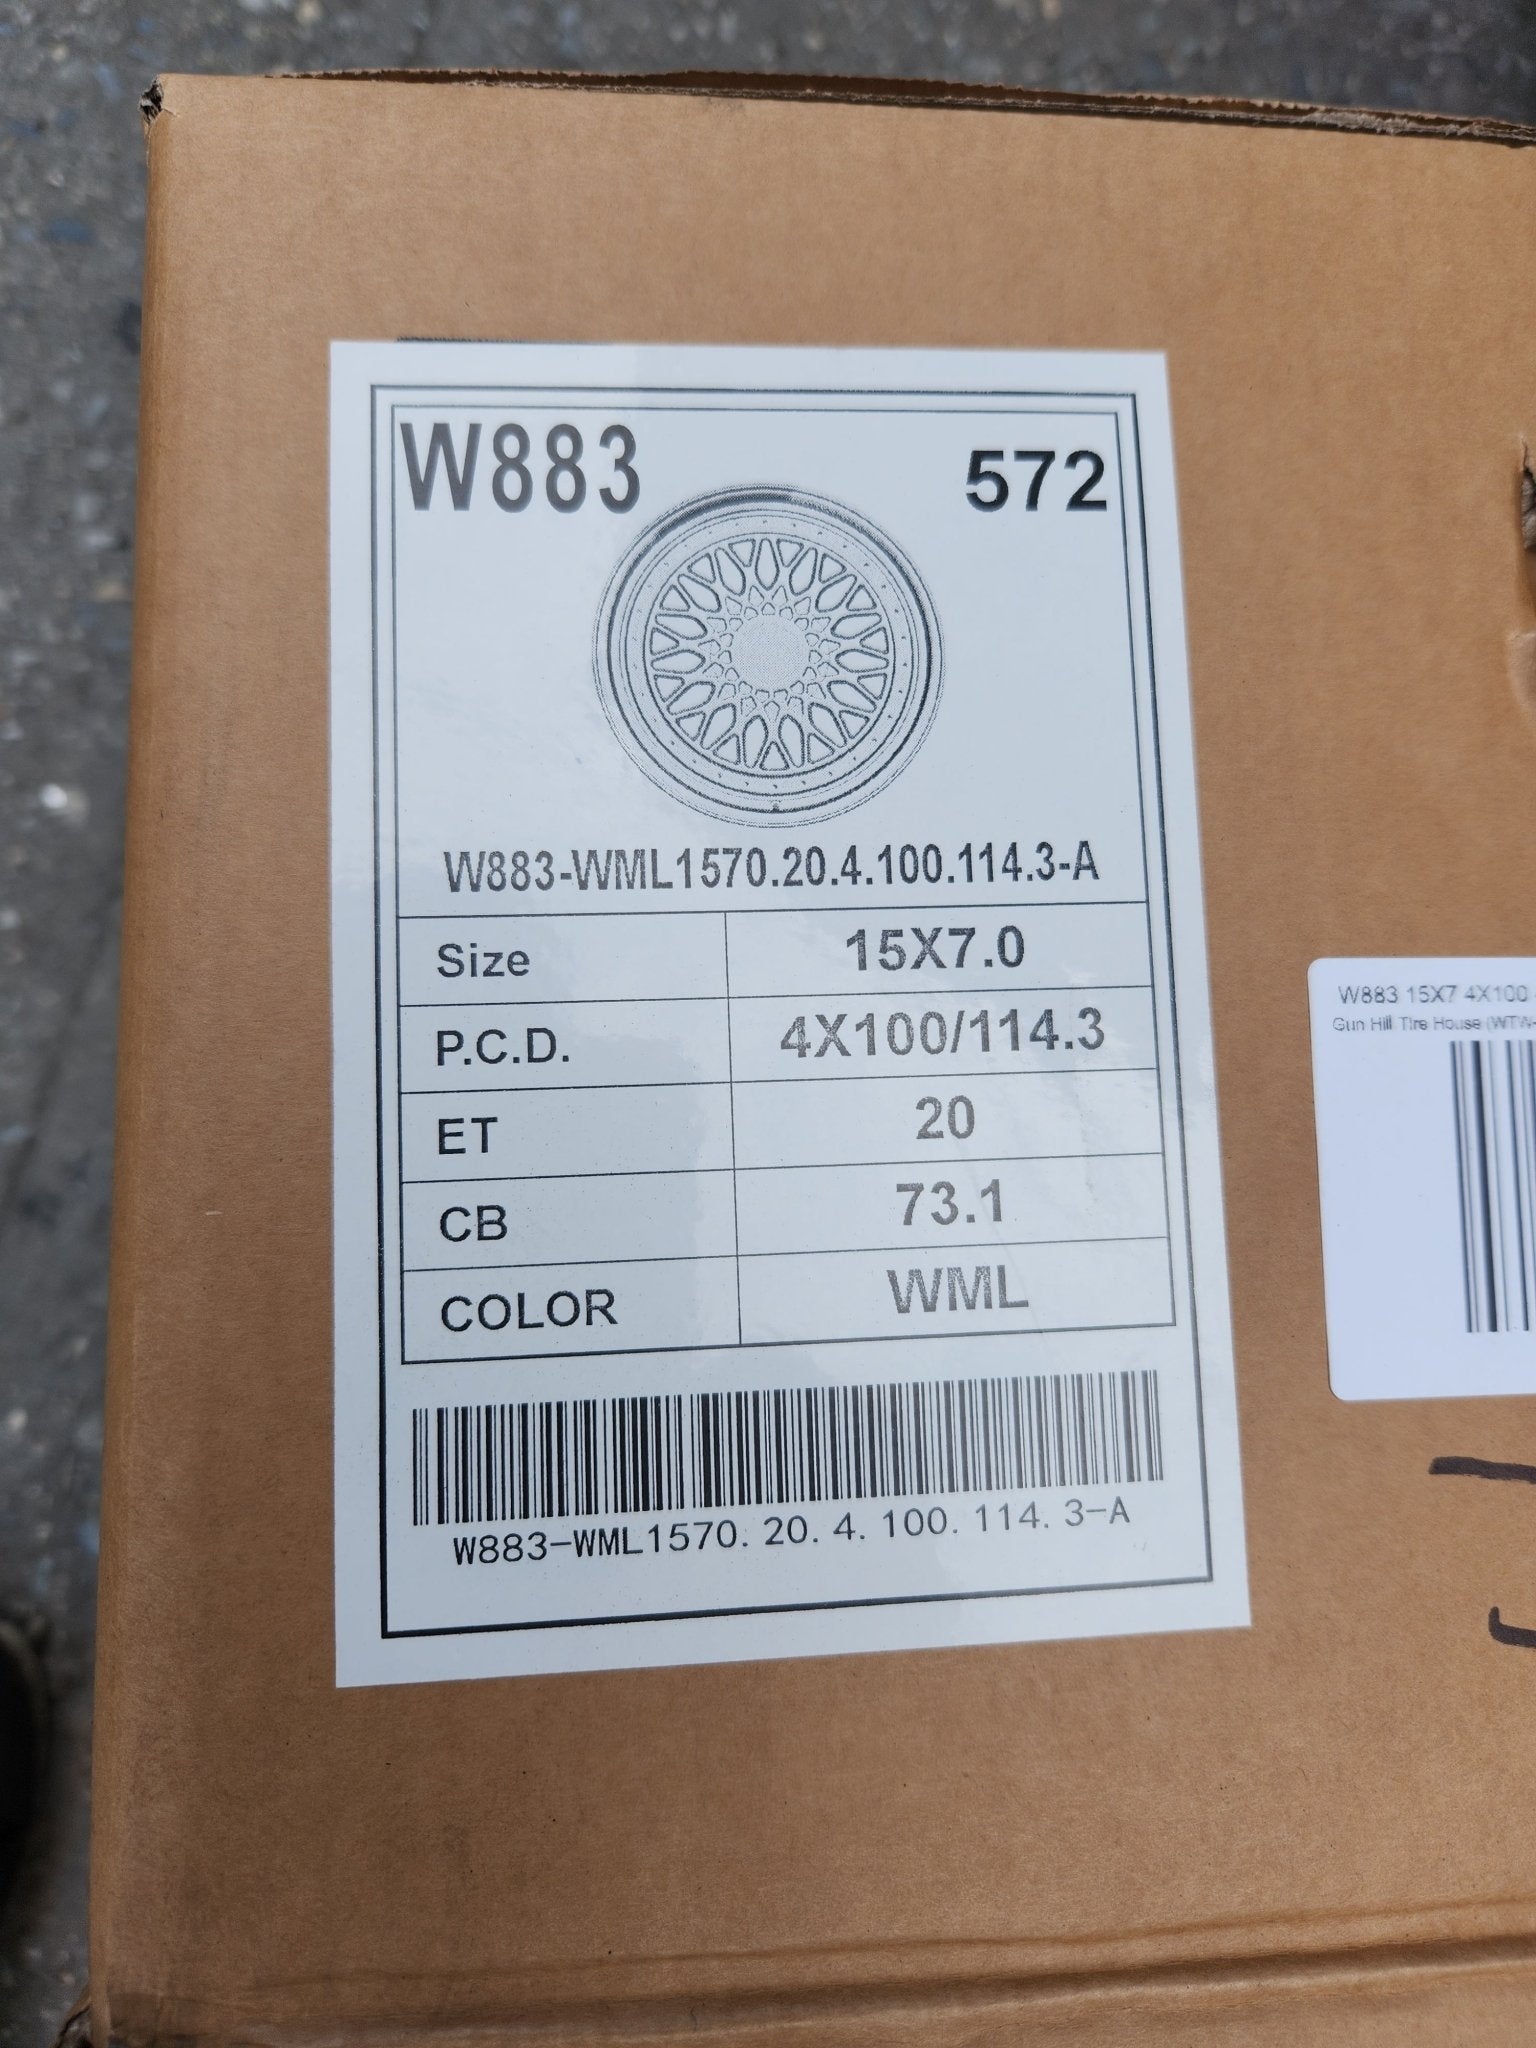 W883
572
W883-WML1570.20.4.100.114.3-A
Size 15X7.0
P.C.D. 4X100/114.3
ET 20
CB 73.1
COLOR WML
W883-WML1570.20.4.100.114.3-A
W883 15X7 4X100
Gun Hill Tire House (WTW-